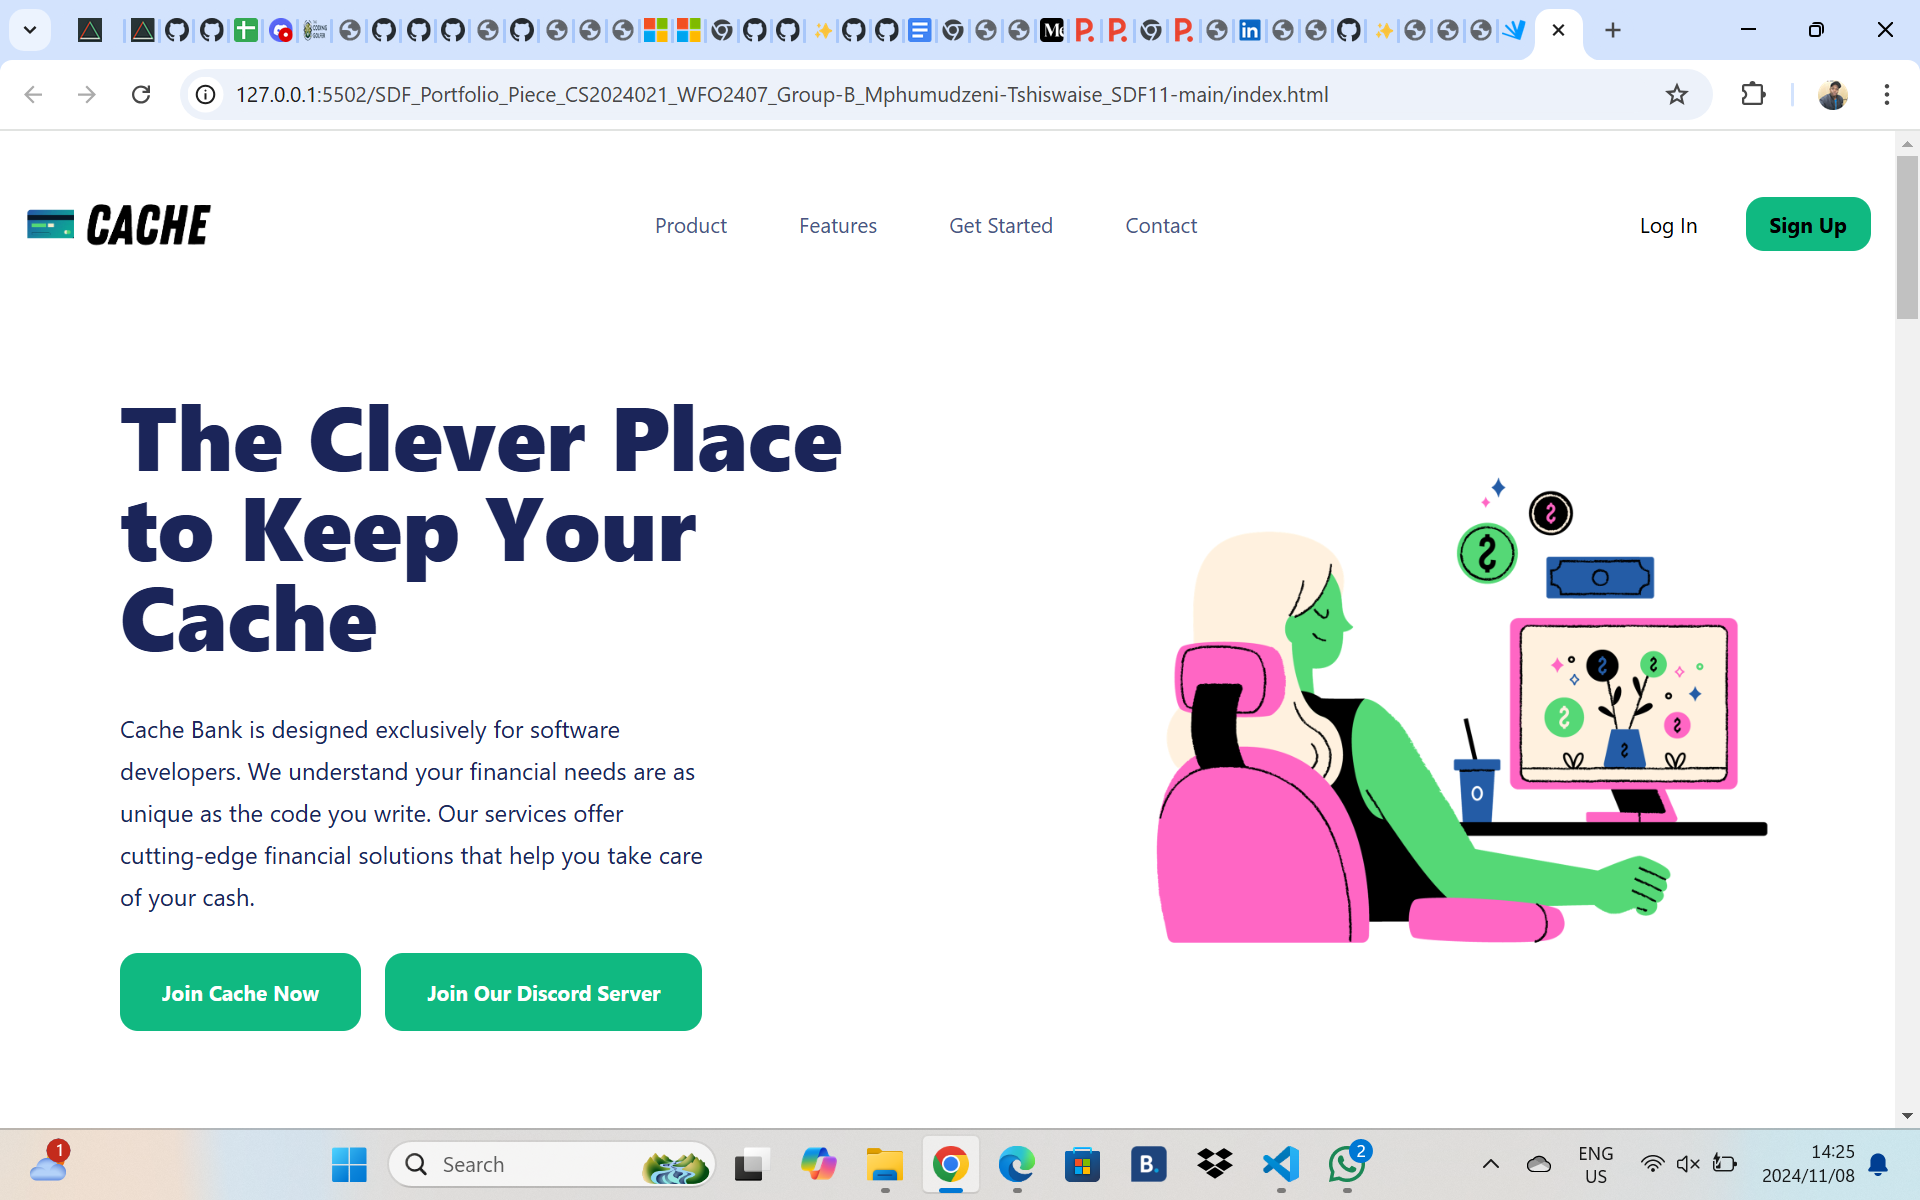 127.0.0.1:5502/SDF_Portfolio_Piece_CS2024021_WFO2407_Group-B_Mphumudzeni-Tshiswaise_SDF11-main/index.html
CACHE
Product Features Get Started Contact
Log In Sign Up
The Clever Place
to Keep Your
Cache
Cache Bank is designed exclusively for software
developers. We understand your financial needs are as
unique as the code you write. Our services offer
cutting-edge financial solutions that help you take care
of your cash.
Join Cache Now Join Our Discord Server
1
Search
B.
2
ENG
US
14:25
2024/11/08